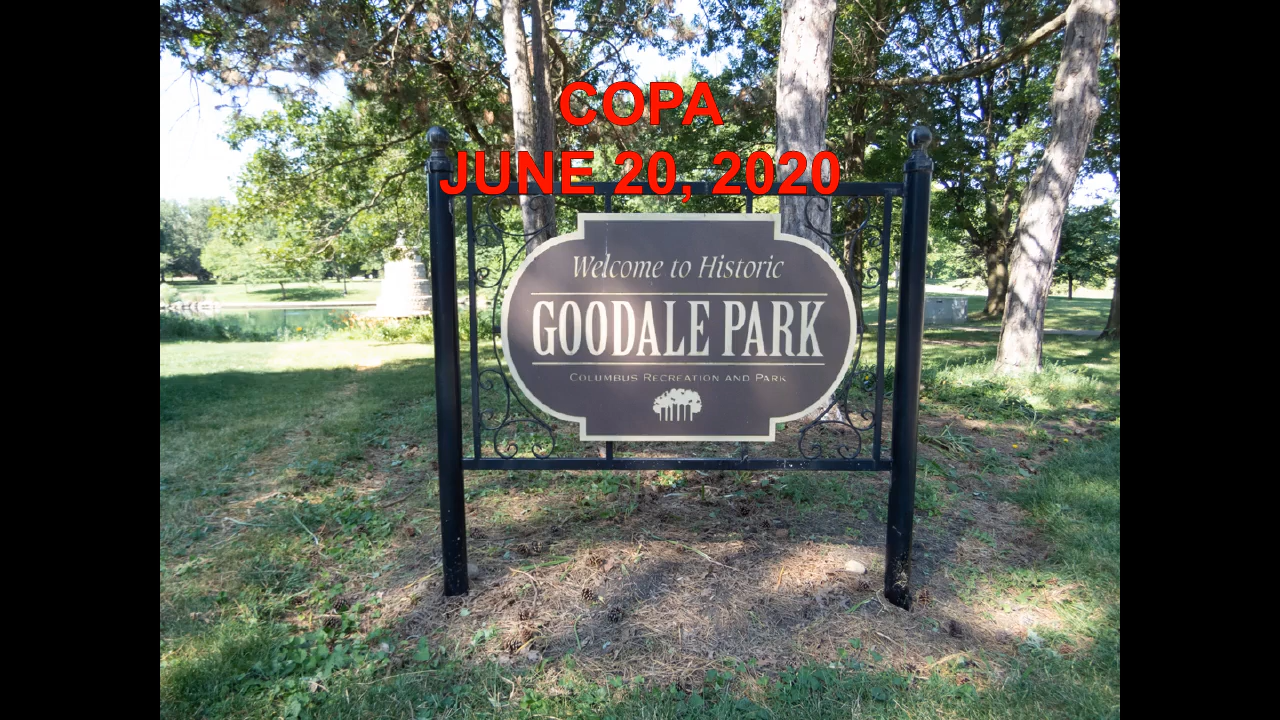 COPA
JUNE 20, 2020
Welcome to Historic
GOODALE PARK
COLUMBUS RECREATION AND PARK